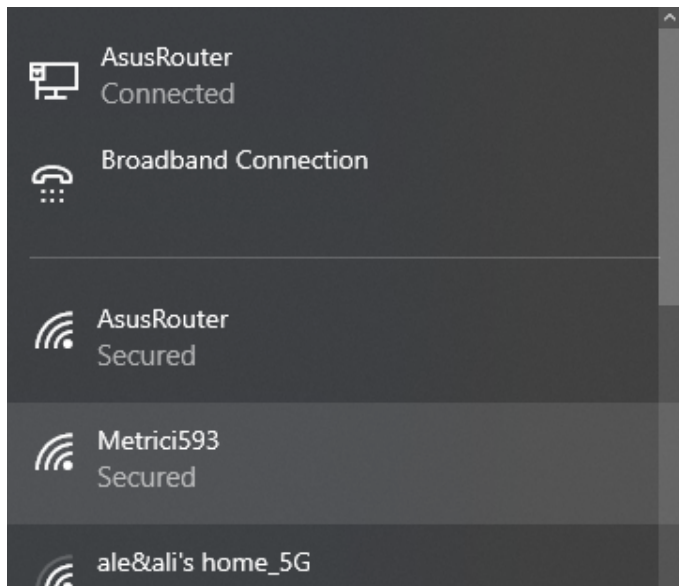 AsusRouter
Connected
Broadband Connection
AsusRouter
Secured
Metrici593
Secured
ale&ali's home_5G